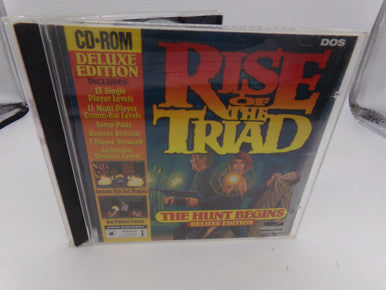 CD-ROM
DELUXE
EDITION
INCLUDES:
13 Single
Player Levels
11 Multi Player
Comm-Bat Levels
Jump Pads
Remote Ridicule
5 Player Network
Adjustable
Violence Levels
DOS
RISE
OF
THE
TRIAD
THE HUNT BEGINS
DELUXE EDITION